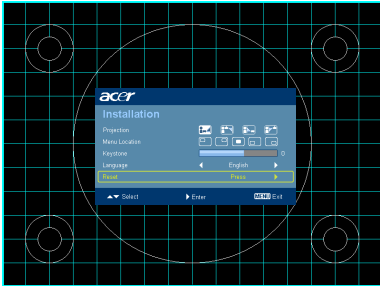 acer
Installation
Projection
Menu Location
Keystone 0
Language English
Reset Press
Select Enter MENU Exit